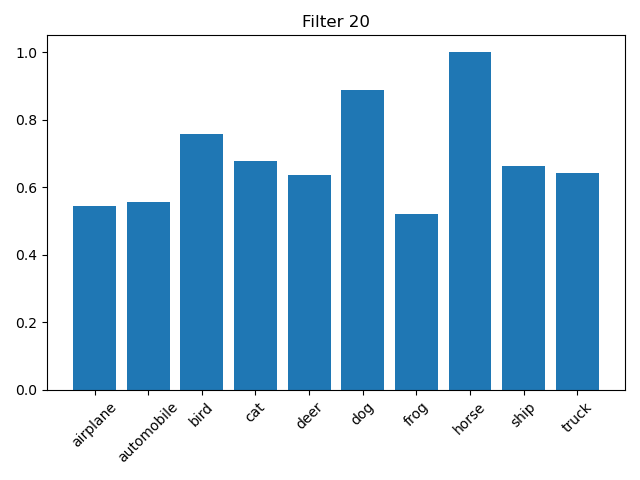 Filter 20
1.0
0.8
0.6
0.4
0.2
0.0
airplane
automobile
bird
cat
deer
dog
frog
horse
ship
truck